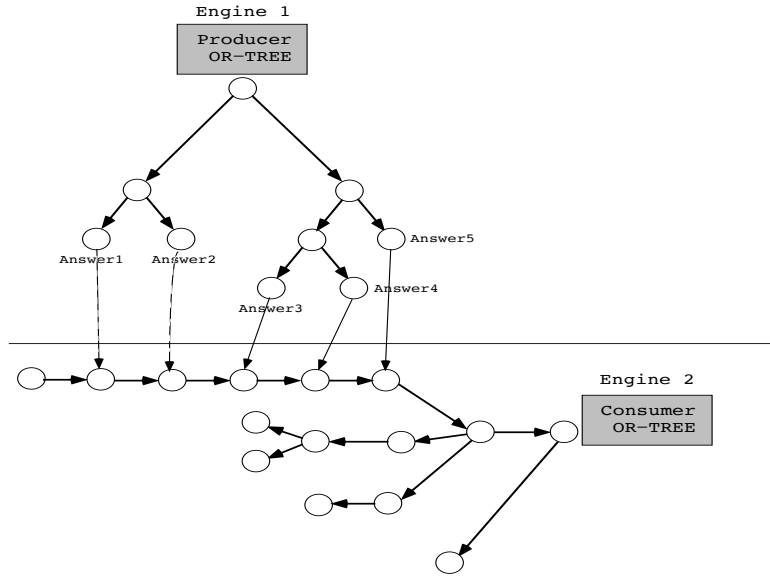 Engine 1
Producer
OR-TREE
Answer1
Answer2
Answer5
Answer3
Answer4
Engine 2
Consumer
OR-TREE